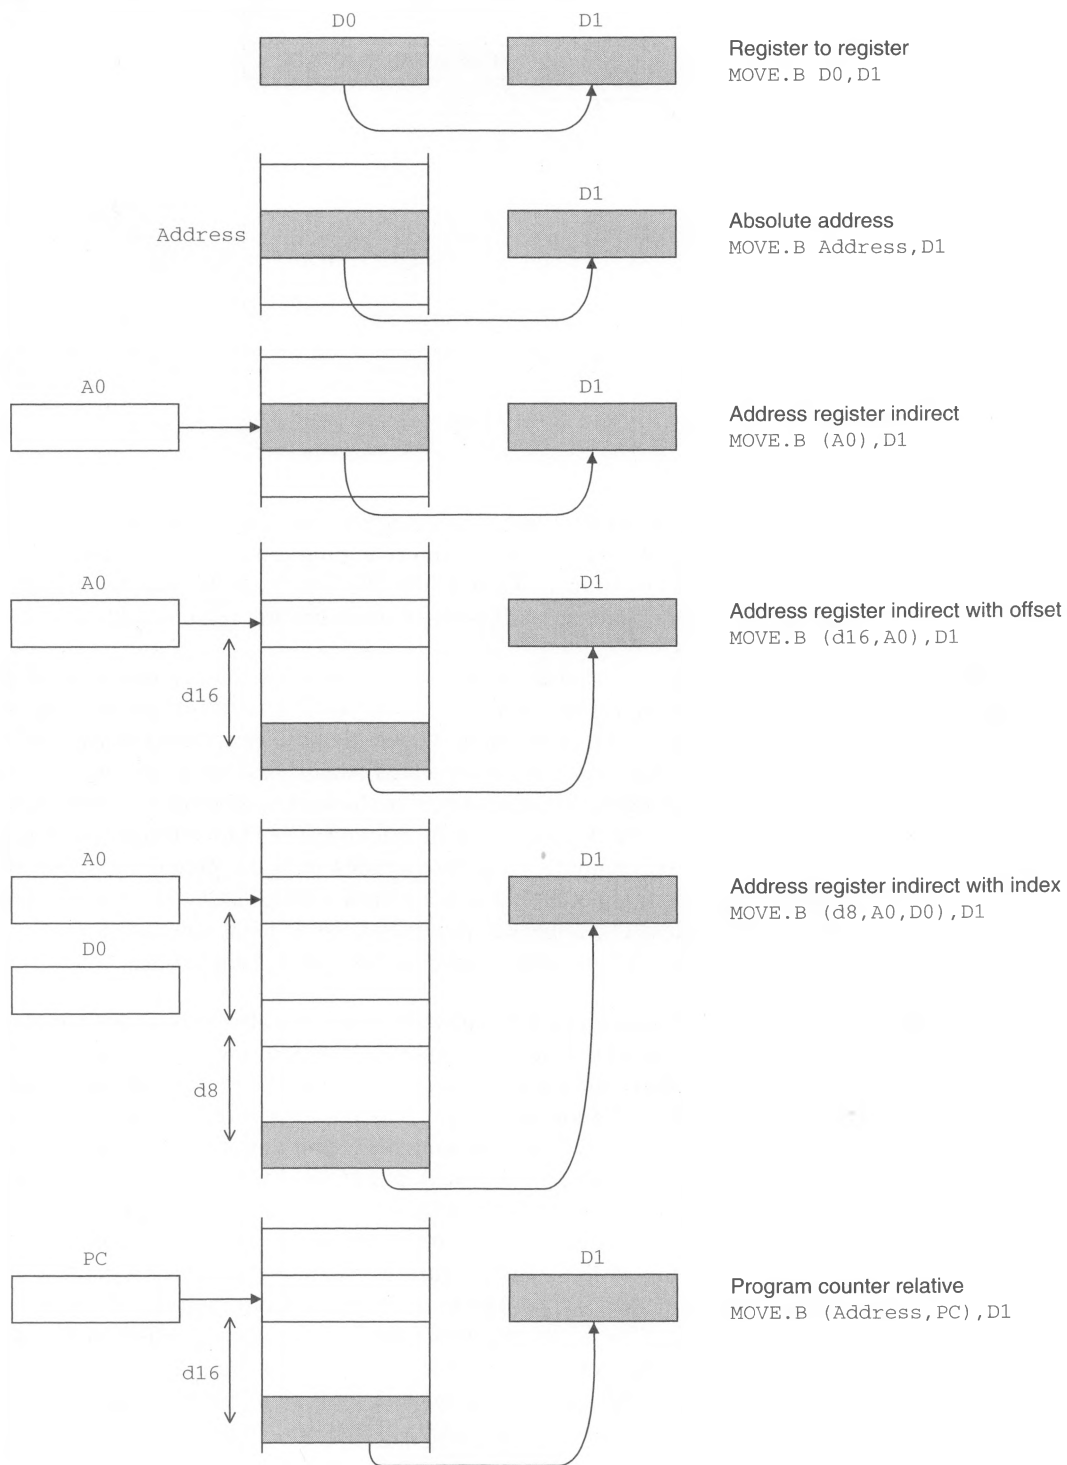 D0 D1
Register to register
MOVE.B D0,D1
D1
Address
Absolute address
MOVE.B Address,D1
A0 D1
Address register indirect
MOVE.B (A0),D1
A0 D1
Address register indirect with offset
MOVE.B (d16,A0),D1
d16
A0 D1
Address register indirect with index
MOVE.B (d8,A0,D0),D1
D0
d8
PC D1
Program counter relative
MOVE.B (Address,PC),D1
d16